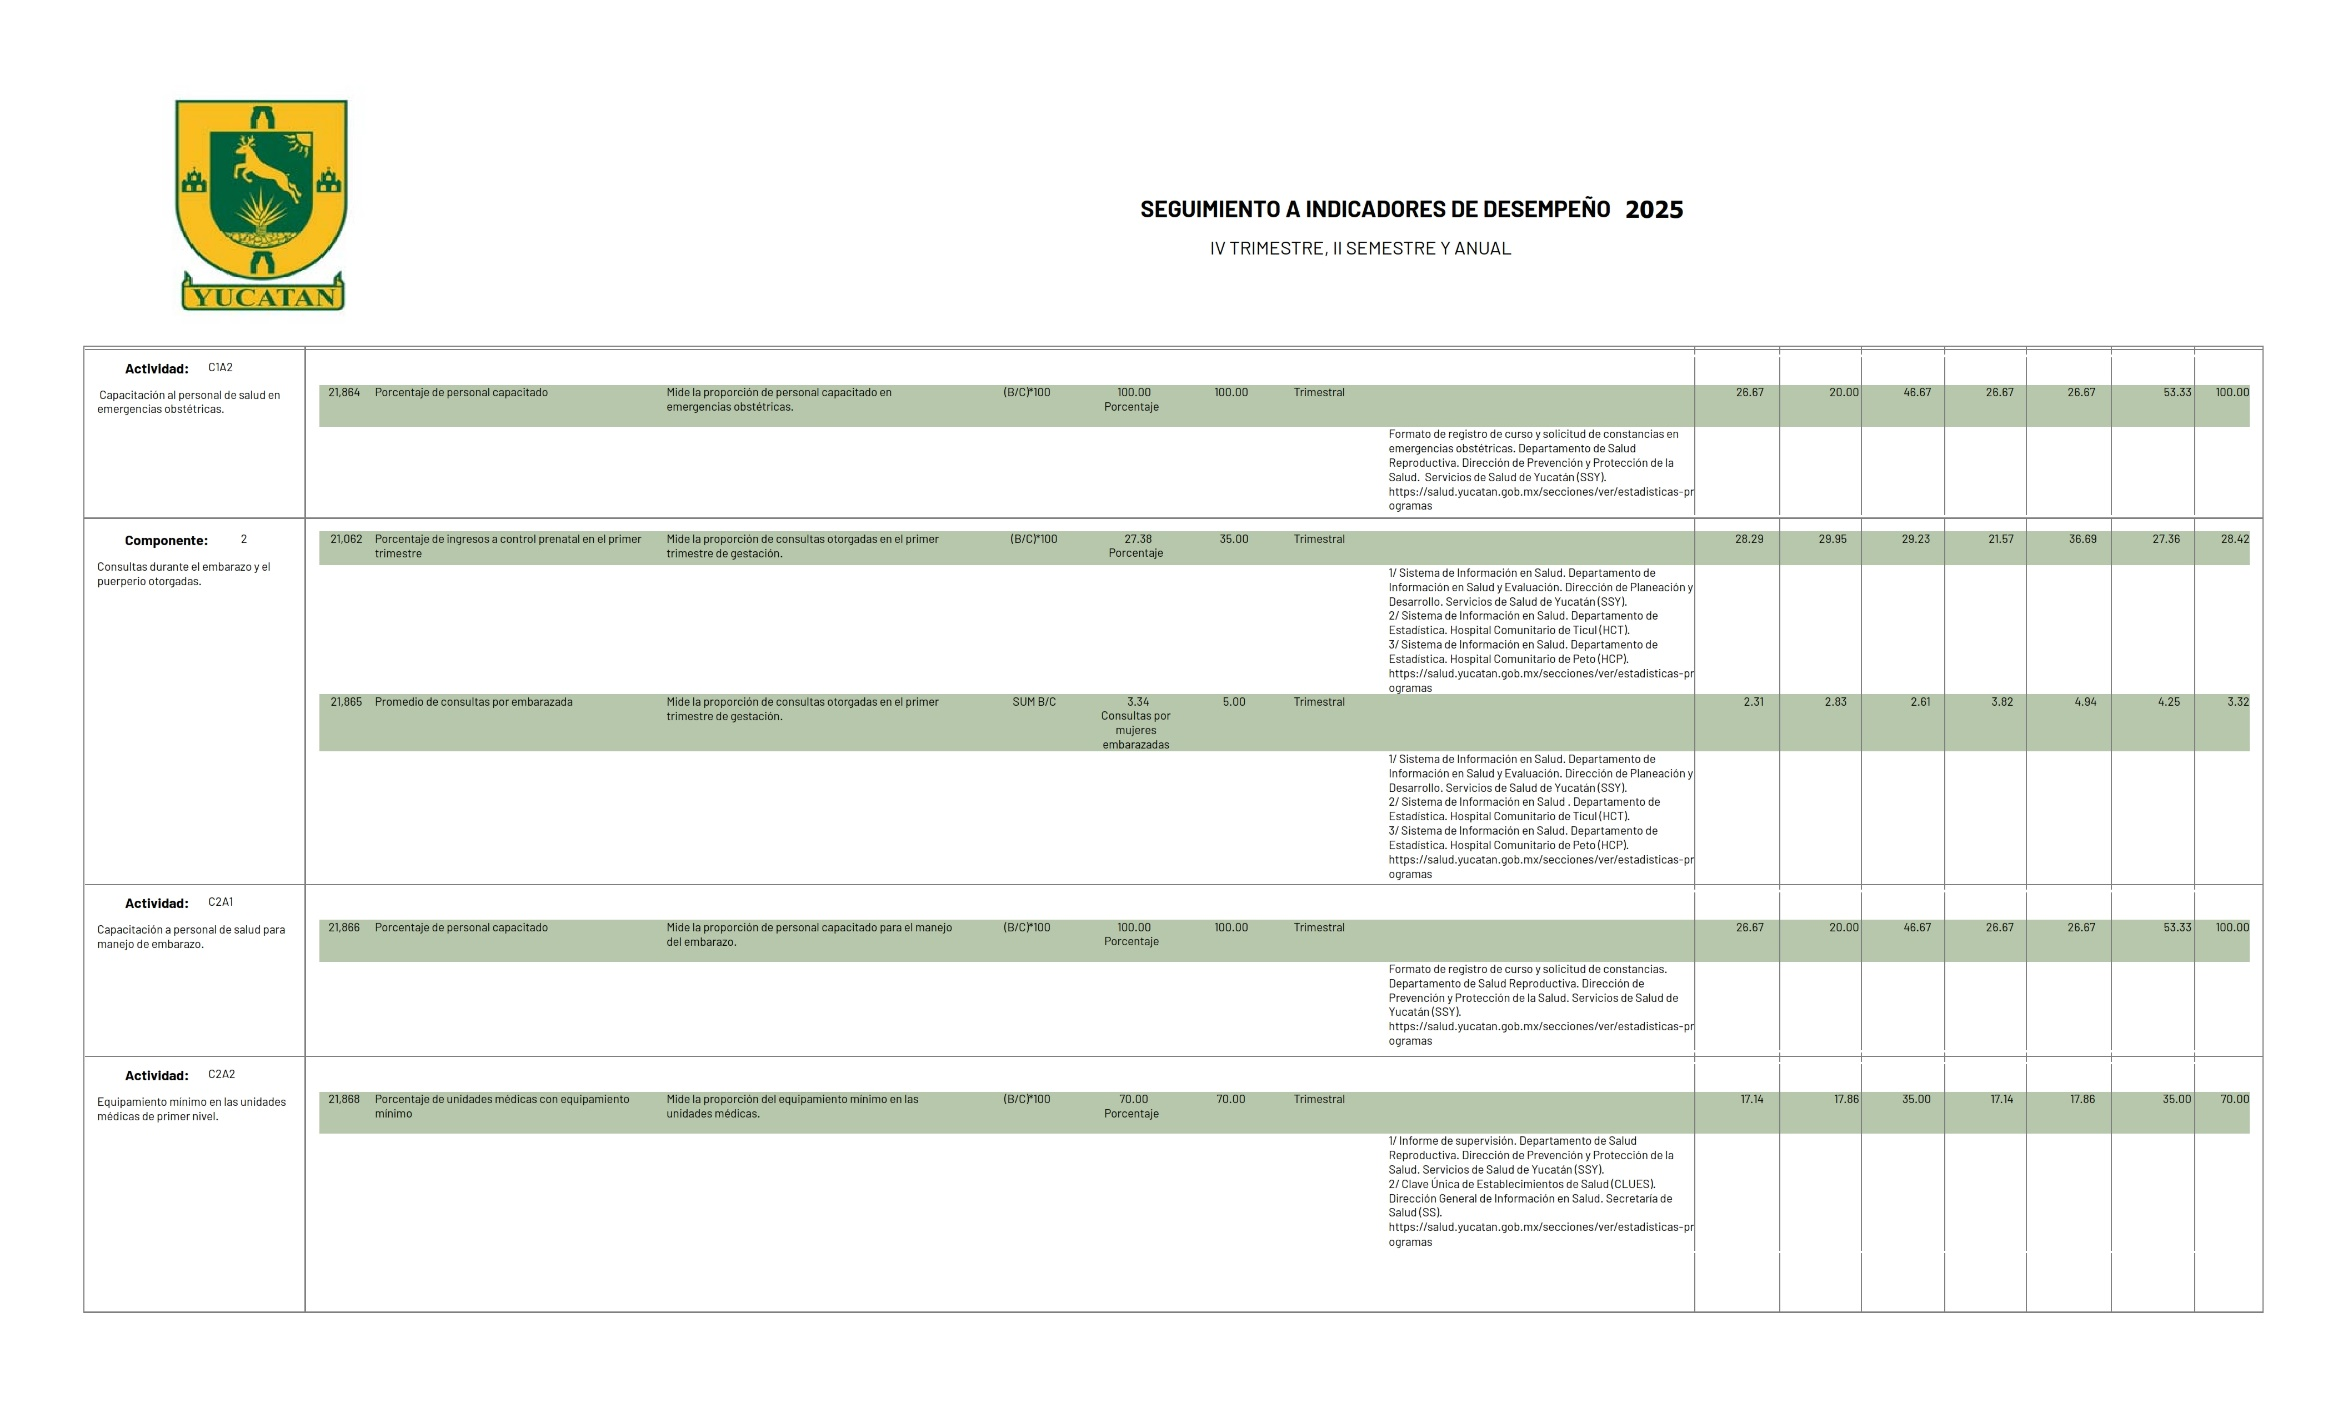 YUCATAN
SEGUIMIENTO A INDICADORES DE DESEMPEÑO 2025
IV TRIMESTRE, II SEMESTRE Y ANUAL
Actividad: C1A2
Capacitación al personal de salud en
emergencias obstétricas.
21,864 Porcentaje de personal capacitado Mide la proporción de personal capacitado en (B/C)*100 100.00 100.00 Trimestral 26.67 20.00 46.67 26.67 26.67 53.33 100.00
emergencias obstétricas. Porcentaje
Formato de registro de curso y solicitud de constancias en
emergencias obstétricas. Departamento de Salud
Reproductiva. Dirección de Prevención y Protección de la
Salud. Servicios de Salud de Yucatán (SSY).
https://salud.yucatan.gob.mx/secciones/ver/estadisticas-pr
ogramas
Componente: 2
Consultas durante el embarazo y el
puerperio otorgadas.
21,062 Porcentaje de ingresos a control prenatal en el primer Mide la proporción de consultas otorgadas en el primer (B/C)*100 27.38 35.00 Trimestral 28.29 29.95 29.23 21.57 36.69 27.36 28.42
trimestre trimestre de gestación. Porcentaje
1/ Sistema de Información en Salud. Departamento de
Información en Salud y Evaluación. Dirección de Planeación y
Desarrollo. Servicios de Salud de Yucatán (SSY).
2/ Sistema de Información en Salud. Departamento de
Estadística. Hospital Comunitario de Ticul (HCT).
3/ Sistema de Información en Salud. Departamento de
Estadística. Hospital Comunitario de Peto (HCP).
https://salud.yucatan.gob.mx/secciones/ver/estadisticas-pr
ogramas
21,865 Promedio de consultas por embarazada Mide la proporción de consultas otorgadas en el primer SUM B/C 3.34 5.00 Trimestral 2.31 2.83 2.61 3.82 4.94 4.25 3.32
trimestre de gestación. Consultas por
mujeres
embarazadas
1/ Sistema de Información en Salud. Departamento de
Información en Salud y Evaluación. Dirección de Planeación y
Desarrollo. Servicios de Salud de Yucatán (SSY).
2/ Sistema de Información en Salud . Departamento de
Estadística. Hospital Comunitario de Ticul (HCT).
3/ Sistema de Información en Salud. Departamento de
Estadística. Hospital Comunitario de Peto (HCP).
https://salud.yucatan.gob.mx/secciones/ver/estadisticas-pr
ogramas
Actividad: C2A1
Capacitación a personal de salud para
manejo de embarazo.
21,866 Porcentaje de personal capacitado Mide la proporción de personal capacitado para el manejo (B/C)*100 100.00 100.00 Trimestral 26.67 20.00 46.67 26.67 26.67 53.33 100.00
del embarazo. Porcentaje
Formato de registro de curso y solicitud de constancias.
Departamento de Salud Reproductiva. Dirección de
Prevención y Protección de la Salud. Servicios de Salud de
Yucatán (SSY).
https://salud.yucatan.gob.mx/secciones/ver/estadisticas-pr
ogramas
Actividad: C2A2
Equipamiento mínimo en las unidades
médicas de primer nivel.
21,868 Porcentaje de unidades médicas con equipamiento Mide la proporción del equipamiento mínimo en las (B/C)*100 70.00 70.00 Trimestral 17.14 17.86 35.00 17.14 17.86 35.00 70.00
mínimo unidades médicas. Porcentaje
1/ Informe de supervisión. Departamento de Salud
Reproductiva. Dirección de Prevención y Protección de la
Salud. Servicios de Salud de Yucatán (SSY).
2/ Clave Única de Establecimientos de Salud (CLUES).
Dirección General de Información en Salud. Secretaría de
Salud (SS).
https://salud.yucatan.gob.mx/secciones/ver/estadisticas-pr
ogramas